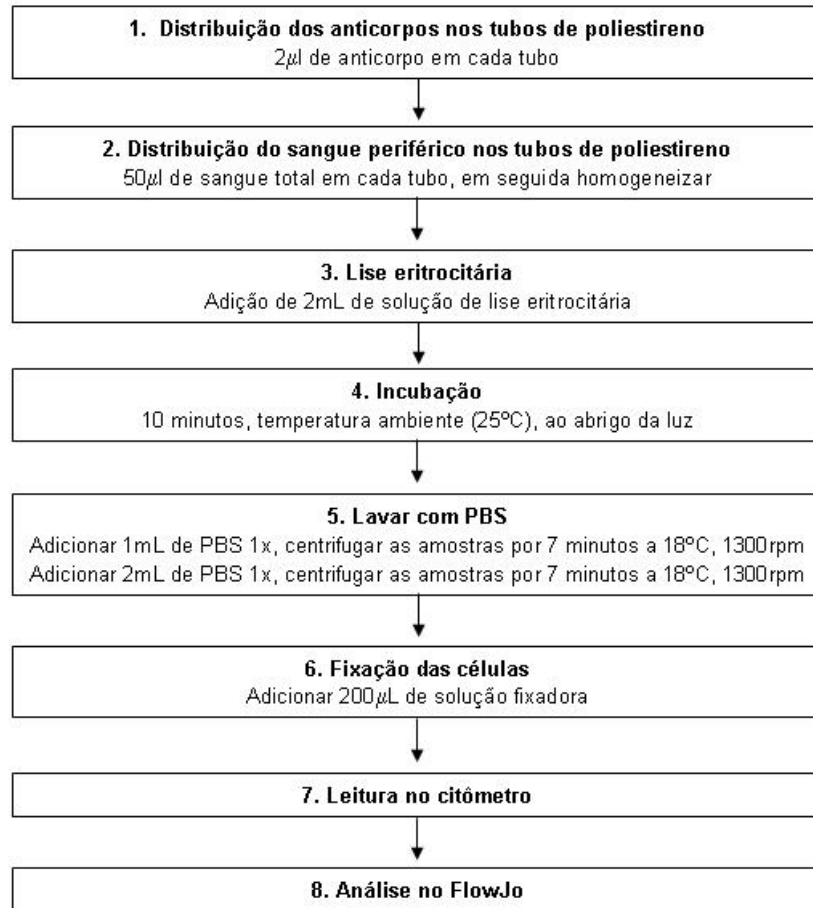 1. Distribuição dos anticorpos nos tubos de poliestireno
2µl de anticorpo em cada tubo
2. Distribuição do sangue periférico nos tubos de poliestireno
50µl de sangue total em cada tubo, em seguida homogeneizar
3. Lise eritrocitária
Adição de 2mL de solução de lise eritrocitária
4. Incubação
10 minutos, temperatura ambiente (25ºC), ao abrigo da luz
5. Lavar com PBS
Adicionar 1mL de PBS 1x, centrifugar as amostras por 7 minutos a 18ºC, 1300rpm
Adicionar 2mL de PBS 1x, centrifugar as amostras por 7 minutos a 18ºC, 1300rpm
6. Fixação das células
Adicionar 200µL de solução fixadora
7. Leitura no citômetro
8. Análise no FlowJo